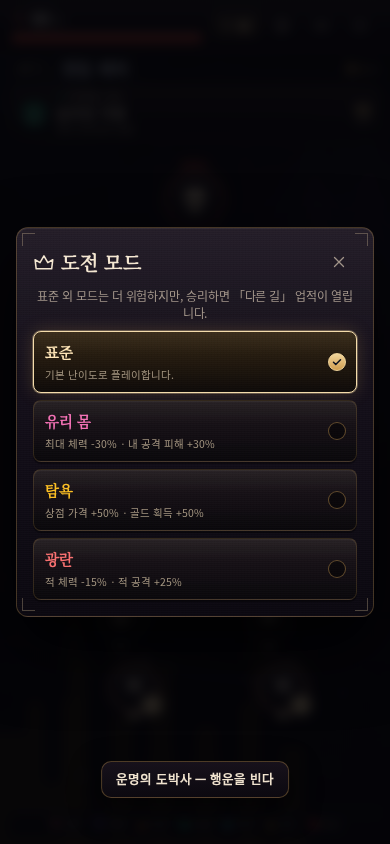 도전 모드
표준 외 모드는 더 위험하지만, 승리하면 「다른 길」 업적이 열립
니다.
표준
기본 난이도로 플레이합니다.
유리 몸
최대 체력 -30% · 내 공격 피해 +30%
탐욕
상점 가격 +50% · 골드 획득 +50%
광란
적 체력 -15% · 적 공격 +25%
운명의 도박사 — 행운을 빈다